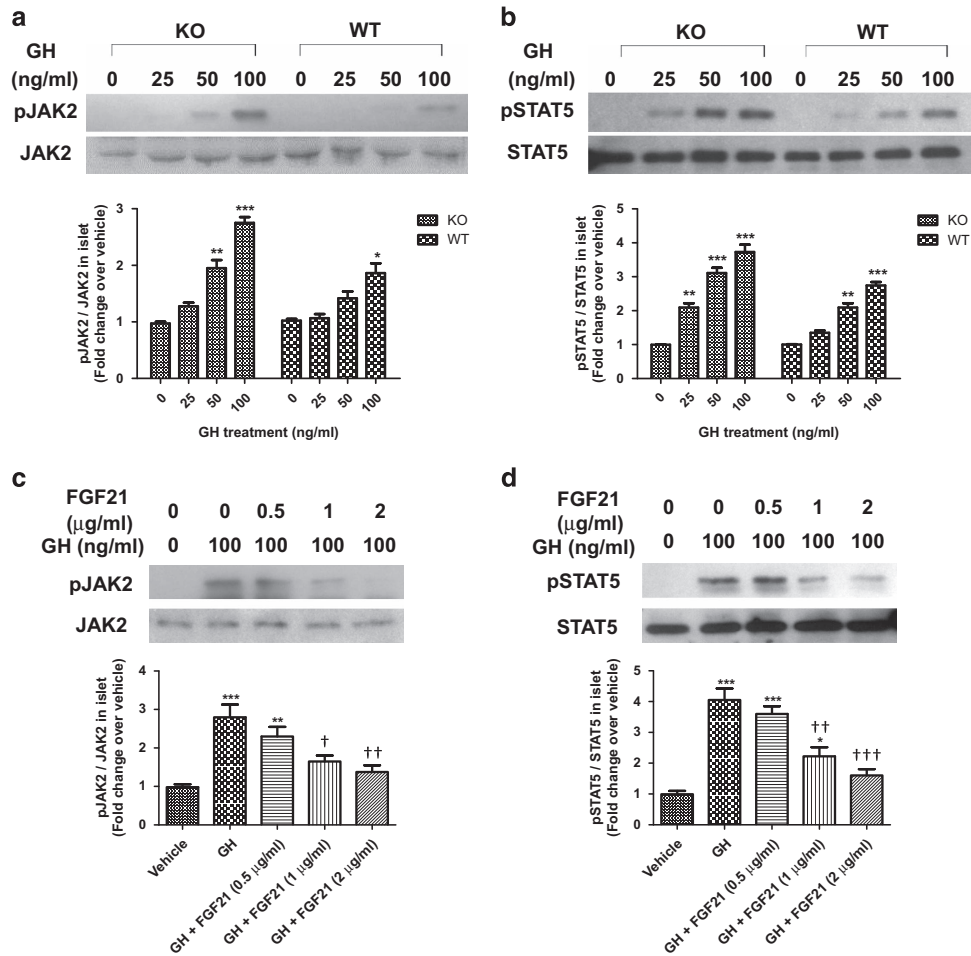 a
KO WT
GH
(ng/ml) 0 25 50 100 0 25 50 100
pJAK2
JAK2
3
2
1
0
pJAK2 / JAK2 in islet
(Fold change over vehicle)
** *** *
KO
WT
0 25 50 100 0 25 50 100
GH treatment (ng/ml)
b
KO WT
GH
(ng/ml) 0 25 50 100 0 25 50 100
pSTAT5
STAT5
5
4
3
2
1
0
pSTAT5 / STAT5 in islet
(Fold change over vehicle)
** *** *** ** ***
KO
WT
0 25 50 100 0 25 50 100
GH treatment (ng/ml)
c
FGF21
(μg/ml) 0 0 0.5 1 2
GH (ng/ml) 0 100 100 100 100
pJAK2
JAK2
4
3
2
1
0
pJAK2 / JAK2 in islet
(Fold change over vehicle)
*** ** † ††
Vehicle
GH
GH + FGF21 (0.5 μg/ml)
GH + FGF21 (1 μg/ml)
GH + FGF21 (2 μg/ml)
d
FGF21
(μg/ml) 0 0 0.5 1 2
GH (ng/ml) 0 100 100 100 100
pSTAT5
STAT5
5
4
3
2
1
0
pSTAT5 / STAT5 in islet
(Fold change over vehicle)
*** *** †† * †††
Vehicle
GH
GH + FGF21 (0.5 μg/ml)
GH + FGF21 (1 μg/ml)
GH + FGF21 (2 μg/ml)